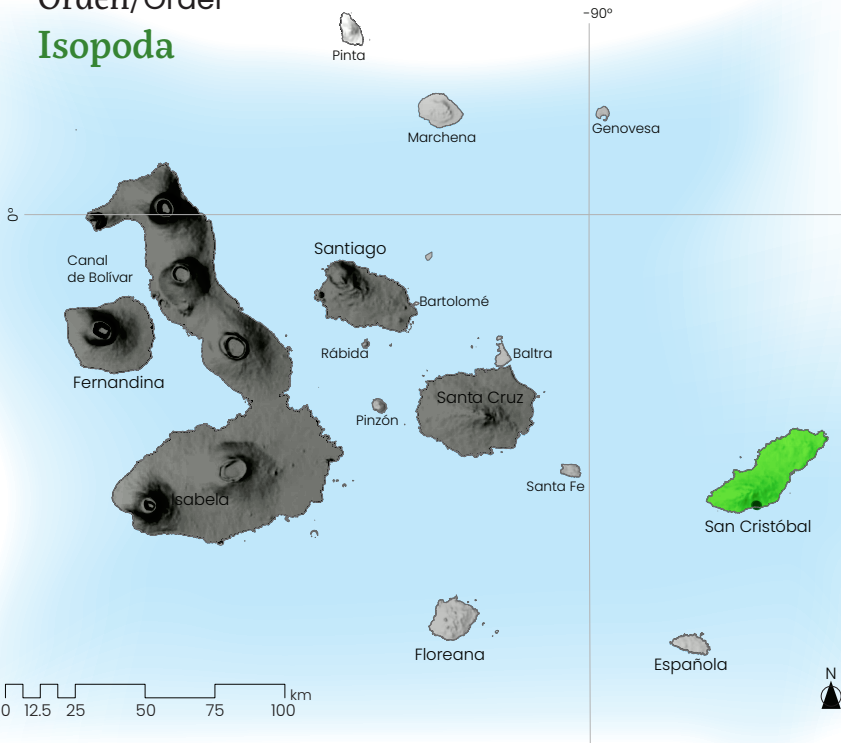 Orden/Order
Isopoda
-90°
Pinta
Marchena
Genovesa
0°
Canal
de Bolívar
Santiago
Bartolomé
Rábida
Baltra
Fernandina
Santa Cruz
Pinzón
Isabela
Santa Fe
San Cristóbal
Floreana
Española
N
km
0 12.5 25 50 75 100